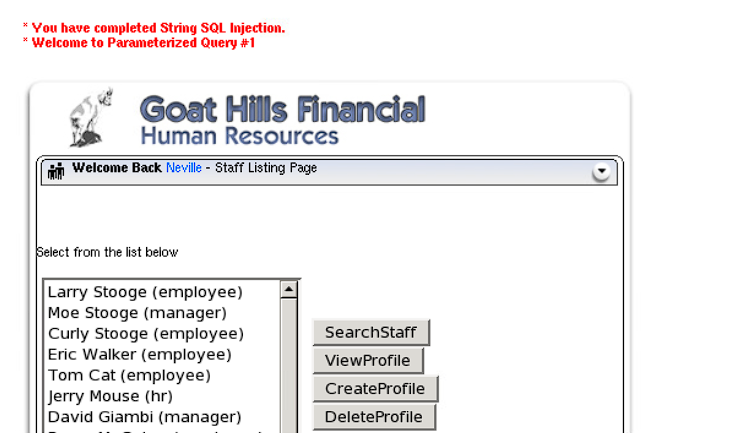 * You have completed String SQL Injection.
* Welcome to Parameterized Query #1
Goat Hills Financial
Human Resources
Welcome Back Neville - Staff Listing Page
Select from the list below
Larry Stooge (employee)
Moe Stooge (manager)
Curly Stooge (employee)
Eric Walker (employee)
Tom Cat (employee)
Jerry Mouse (hr)
David Giambi (manager)
SearchStaff
ViewProfile
CreateProfile
DeleteProfile